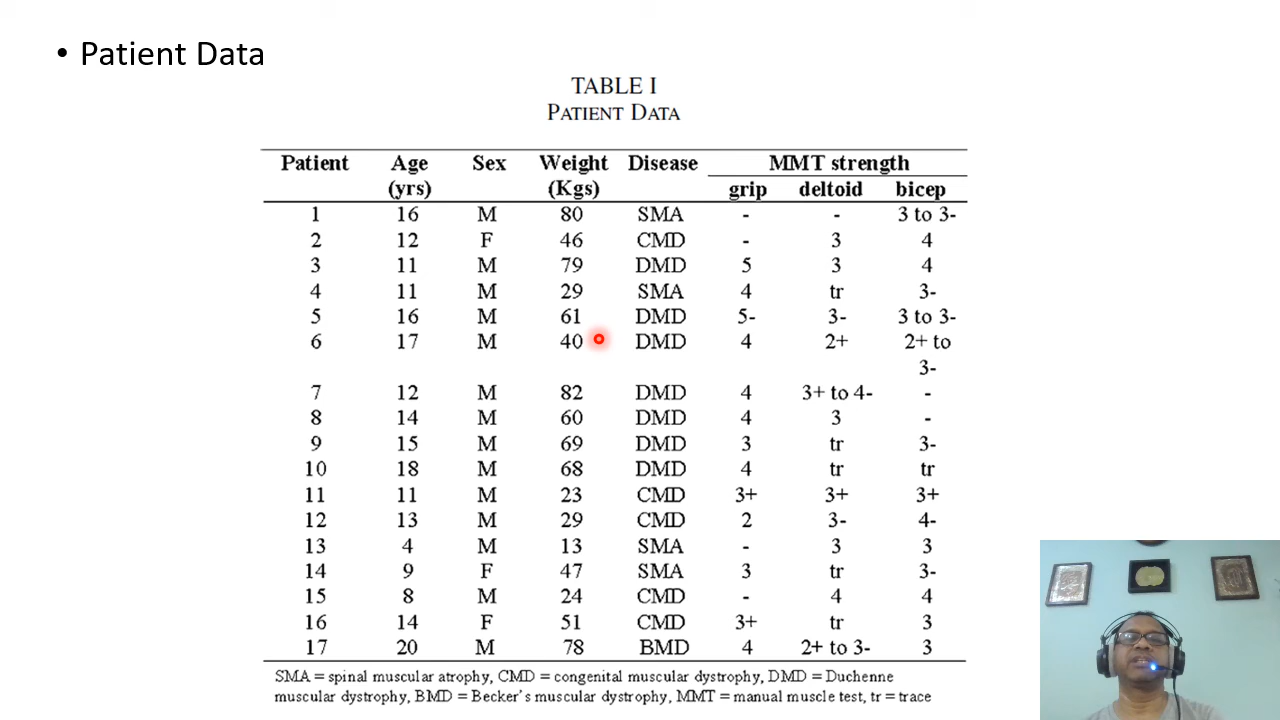 • Patient Data
TABLE I
PATIENT DATA
Patient Age Sex Weight Disease MMT strength
(yrs) (Kgs) grip deltoid bicep
1 16 M 80 SMA - - 3 to 3-
2 12 F 46 CMD - 3 4
3 11 M 79 DMD 5 3 4
4 11 M 29 SMA 4 tr 3-
5 16 M 61 DMD 5- 3- 3 to 3-
6 17 M 40 DMD 4 2+ 2+ to
3-
7 12 M 82 DMD 4 3+ to 4- -
8 14 M 60 DMD 4 3 -
9 15 M 69 DMD 3 tr 3-
10 18 M 68 DMD 4 tr tr
11 11 M 23 CMD 3+ 3+ 3+
12 13 M 29 CMD 2 3- 4-
13 4 M 13 SMA - 3 3
14 9 F 47 SMA 3 tr 3-
15 8 M 24 CMD - 4 4
16 14 F 51 CMD 3+ tr 3
17 20 M 78 BMD 4 2+ to 3- 3
SMA = spinal muscular atrophy, CMD = congenital muscular dystrophy, DMD = Duchenne
muscular dystrophy, BMD = Becker's muscular dystrophy, MMT = manual muscle test, tr = trace